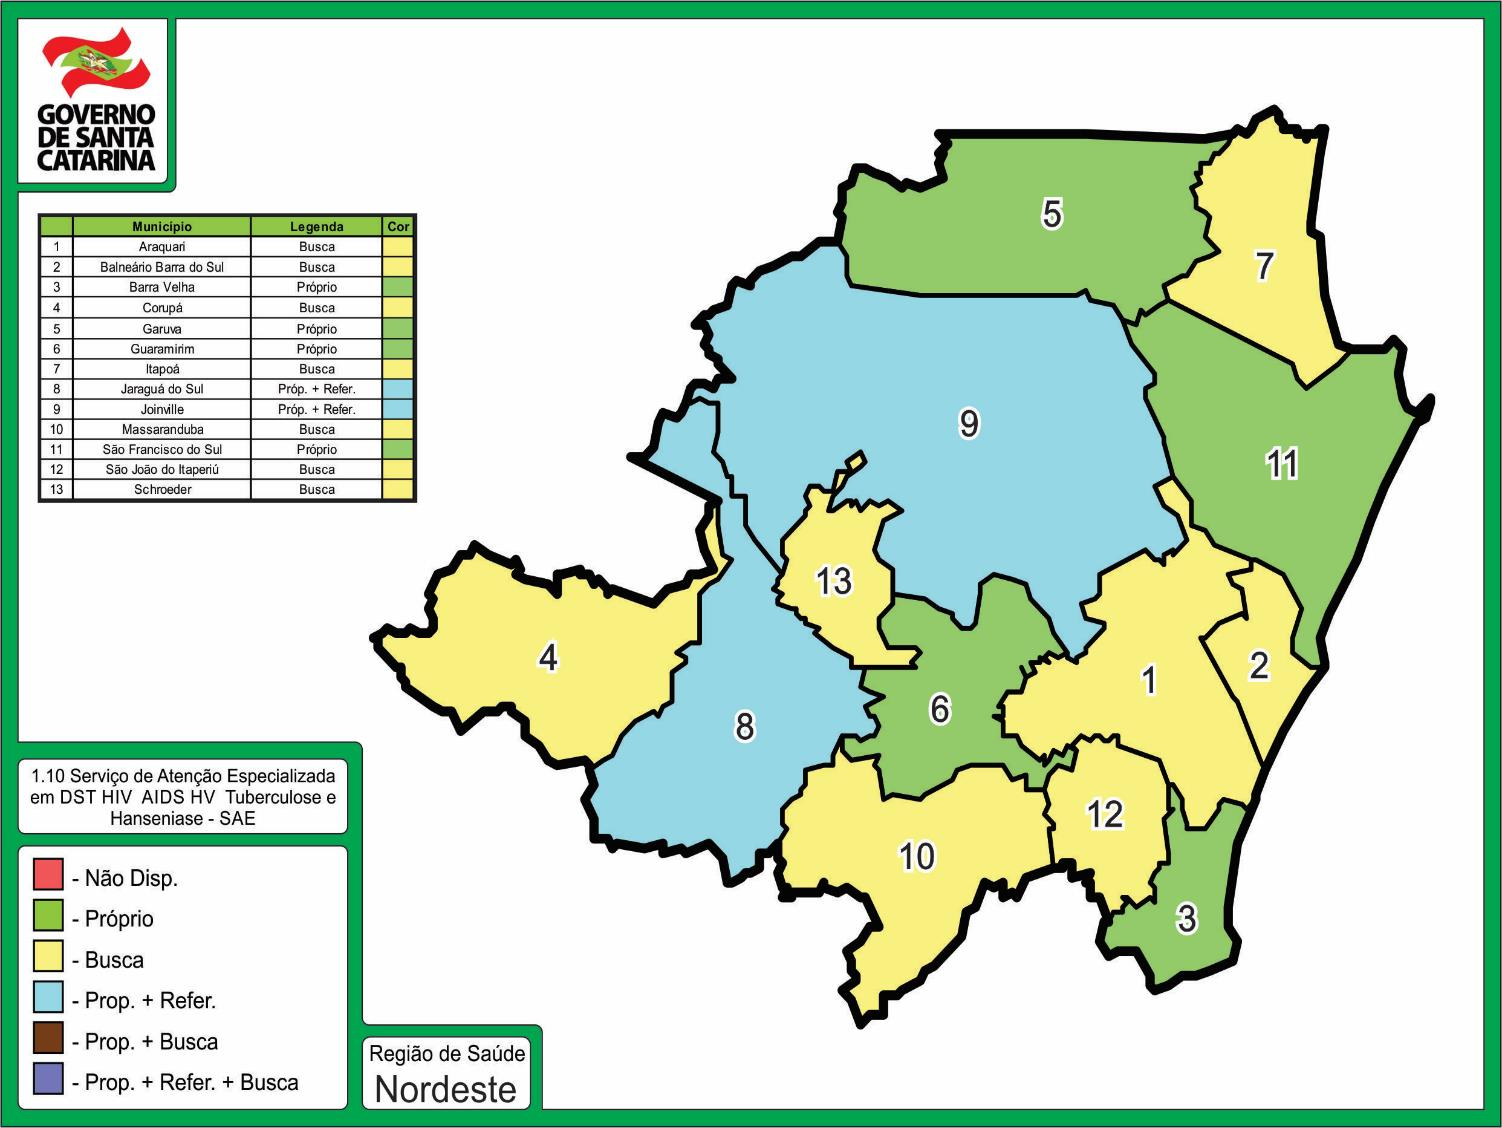 GOVERNO
DE SANTA
CATARINA
Município Legenda Cor
1 Araquari Busca
2 Balneário Barra do Sul Busca
3 Barra Velha Próprio
4 Corupá Busca
5 Garuva Próprio
6 Guaramirim Próprio
7 Itapoá Busca
8 Jaraguá do Sul Próp. + Refer.
9 Joinville Próp. + Refer.
10 Massaranduba Busca
11 São Francisco do Sul Próprio
12 São João do Itaperiú Busca
13 Schroeder Busca
5
7
9
11
13
4
1
2
6
8
12
10
3
1.10 Serviço de Atenção Especializada
em DST HIV AIDS HV Tuberculose e
Hanseniase - SAE
- Não Disp.
- Próprio
- Busca
- Prop. + Refer.
- Prop. + Busca
- Prop. + Refer. + Busca
Região de Saúde
Nordeste